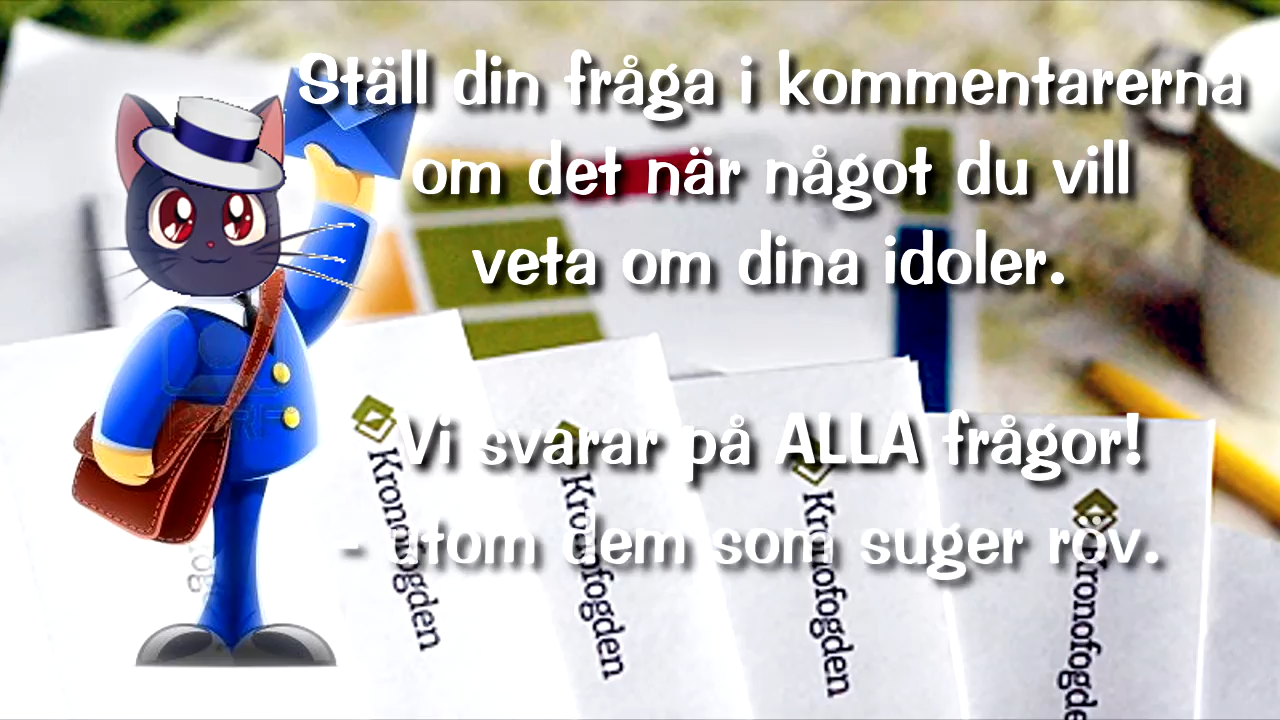 Ställ din fråga i kommentarerna
om det när något du vill
veta om dina idoler.
Vi svarar på ALLA frågor!
- utom dem som suger röv.
Kronofogden
Kronofogden
Kronofogden
Kronofogde